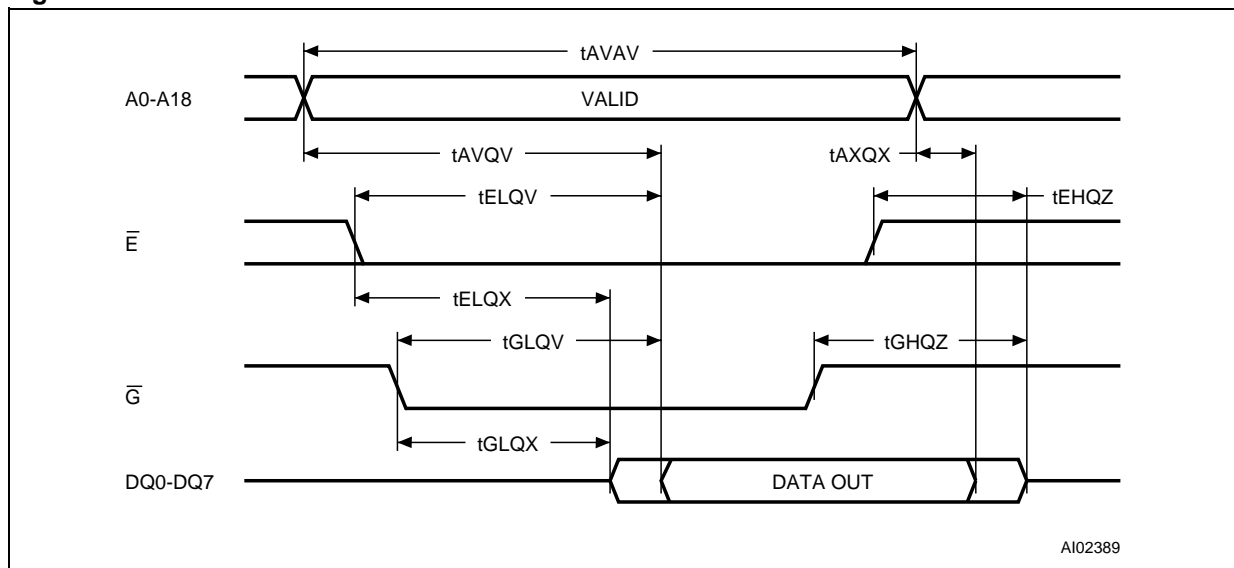 tAVAV
A0-A18
VALID
tAVQV
tAXQX
tELQV
tEHQZ
E̅
tELQX
tGLQV
tGHQZ
G̅
tGLQX
DQ0-DQ7
DATA OUT
AI02389